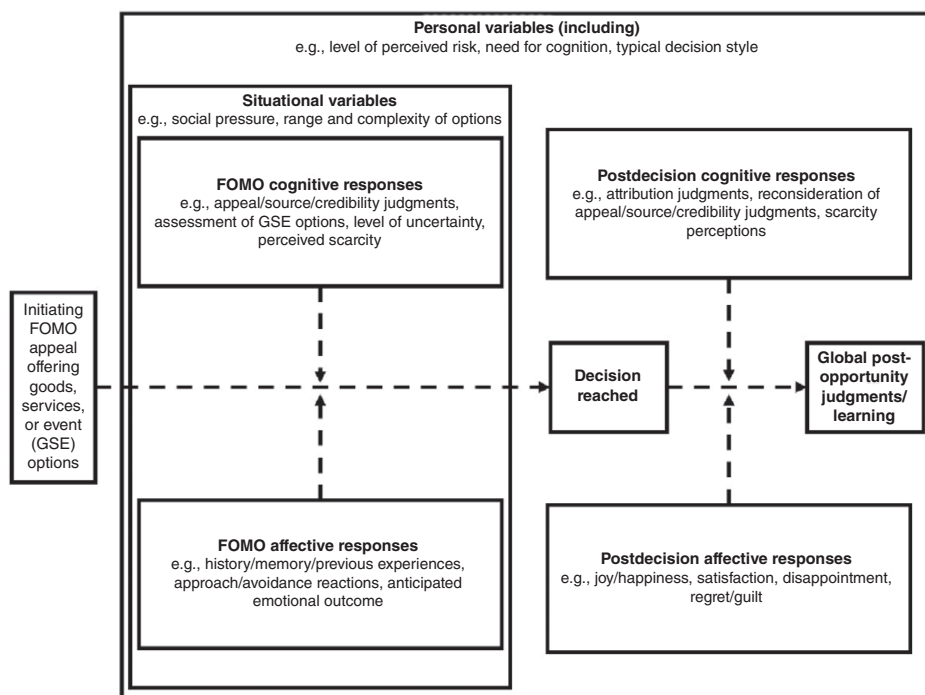 Personal variables (including)
e.g., level of perceived risk, need for cognition, typical decision style
Situational variables
e.g., social pressure, range and complexity of options
FOMO cognitive responses
e.g., appeal/source/credibility judgments,
assessment of GSE options, level of uncertainty,
perceived scarcity
Postdecision cognitive responses
e.g., attribution judgments, reconsideration of
appeal/source/credibility judgments, scarcity
perceptions
Initiating
FOMO
appeal
offering
goods,
services,
or event
(GSE)
options
Decision
reached
Global post-
opportunity
judgments/
learning
FOMO affective responses
e.g., history/memory/previous experiences,
approach/avoidance reactions, anticipated
emotional outcome
Postdecision affective responses
e.g., joy/happiness, satisfaction, disappointment,
regret/guilt